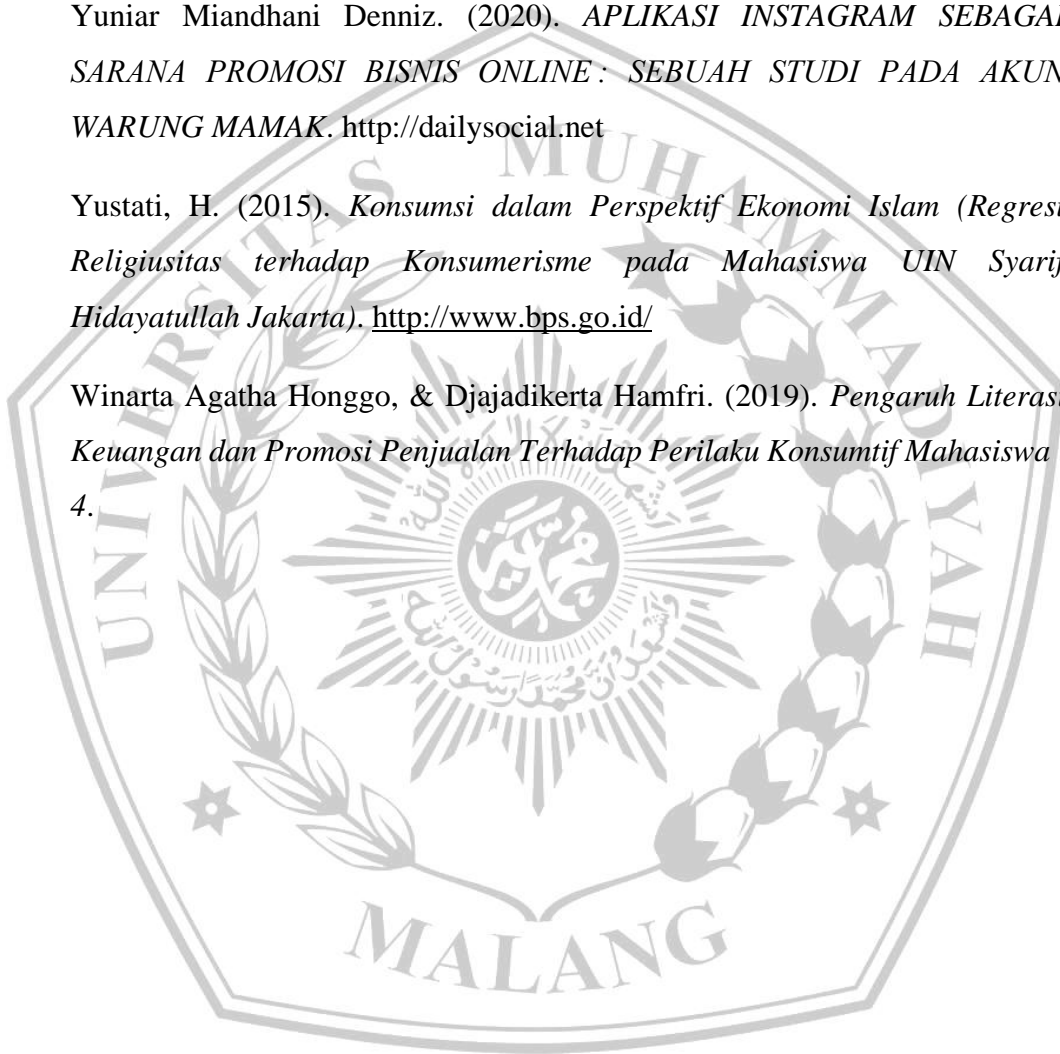 Yuniar Miandhani Denniz. (2020). APLIKASI INSTAGRAM SEBAGAI
SARANA PROMOSI BISNIS ONLINE : SEBUAH STUDI PADA AKUN
WARUNG MAMAK. http://dailysocial.net
Yustati, H. (2015). Konsumsi dalam Perspektif Ekonomi Islam (Regresi
Religiusitas terhadap Konsumerisme pada Mahasiswa UIN Syarif
Hidayatullah Jakarta). http://www.bps.go.id/
Winarta Agatha Honggo, & Djajadikerta Hamfri. (2019). Pengaruh Literasi
Keuangan dan Promosi Penjualan Terhadap Perilaku Konsumtif Mahasiswa
4.
UNIVERSITAS MUHAMMADIYAH
MALANG